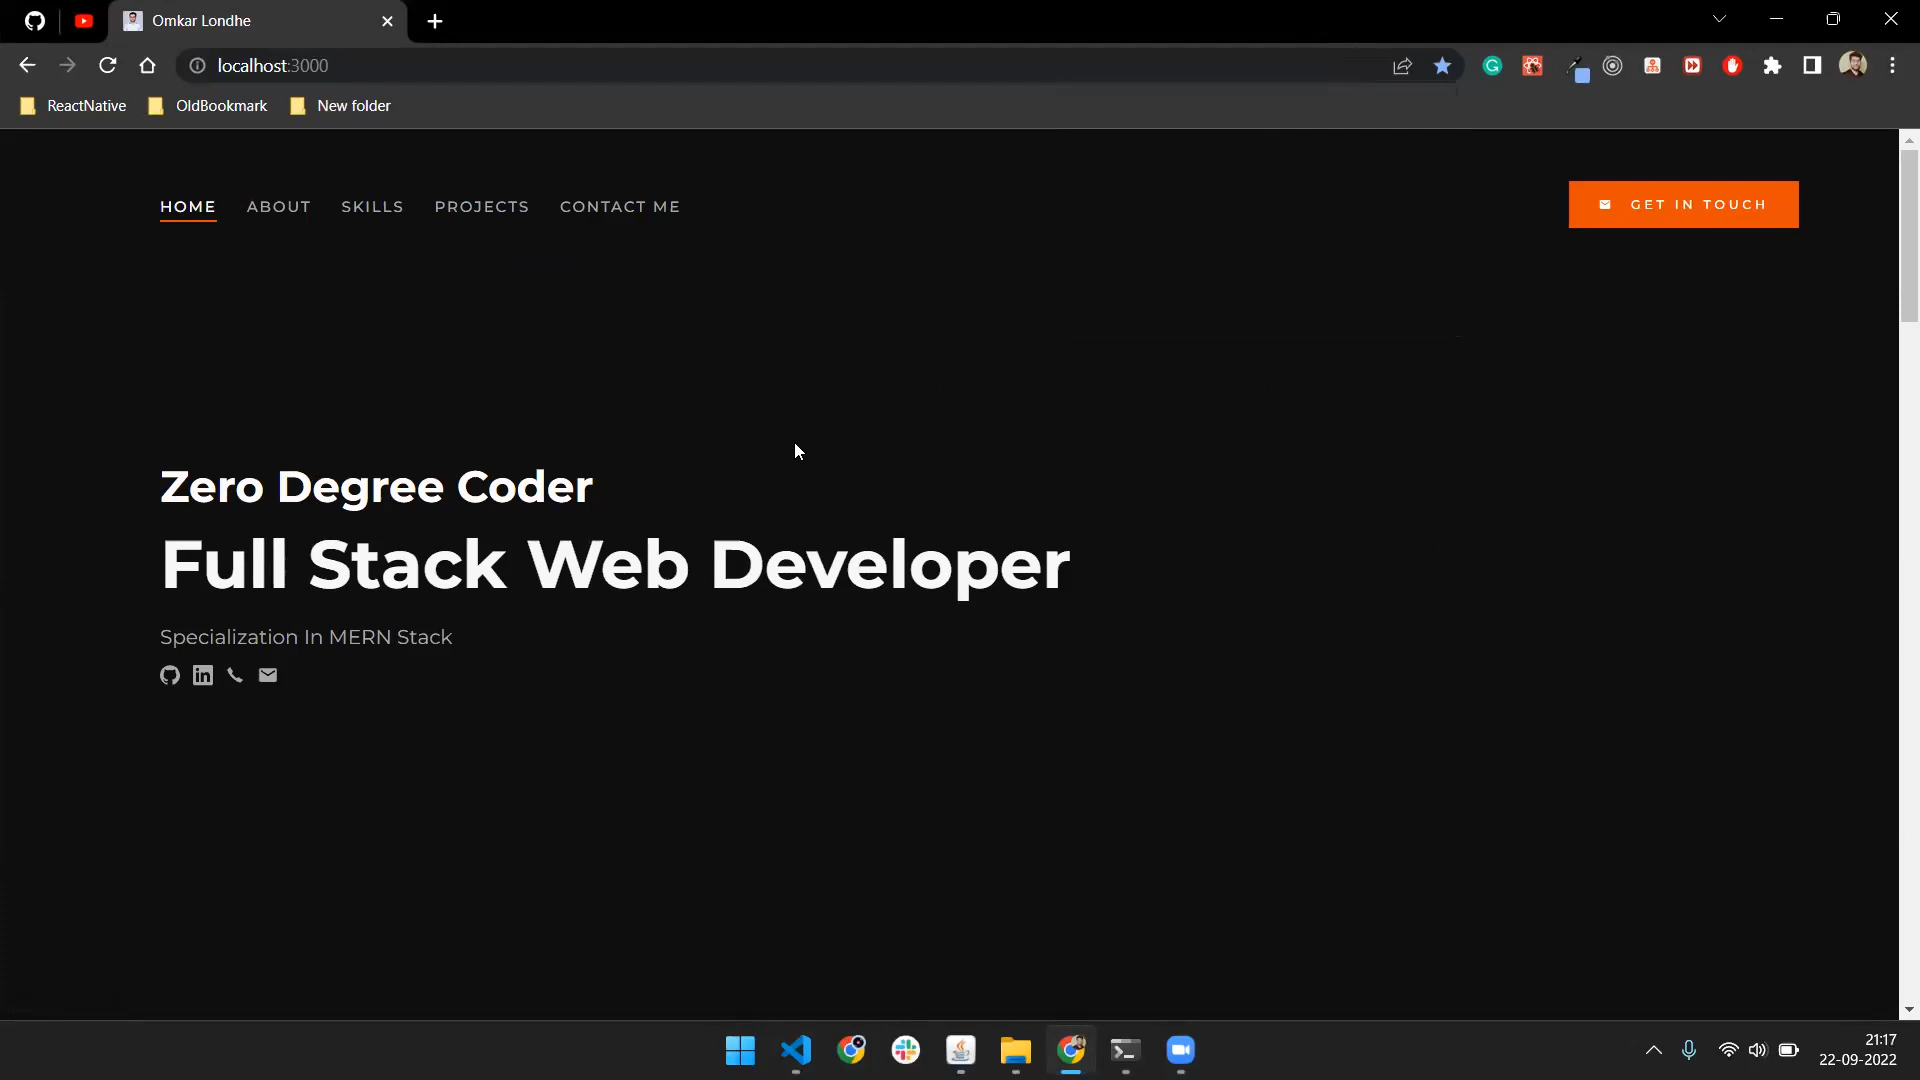 Omkar Londhe
localhost:3000
ReactNative
OldBookmark
New folder
HOME
ABOUT
SKILLS
PROJECTS
CONTACT ME
GET IN TOUCH
Zero Degree Coder
Full Stack Web Developer
Specialization In MERN Stack
21:17
22-09-2022